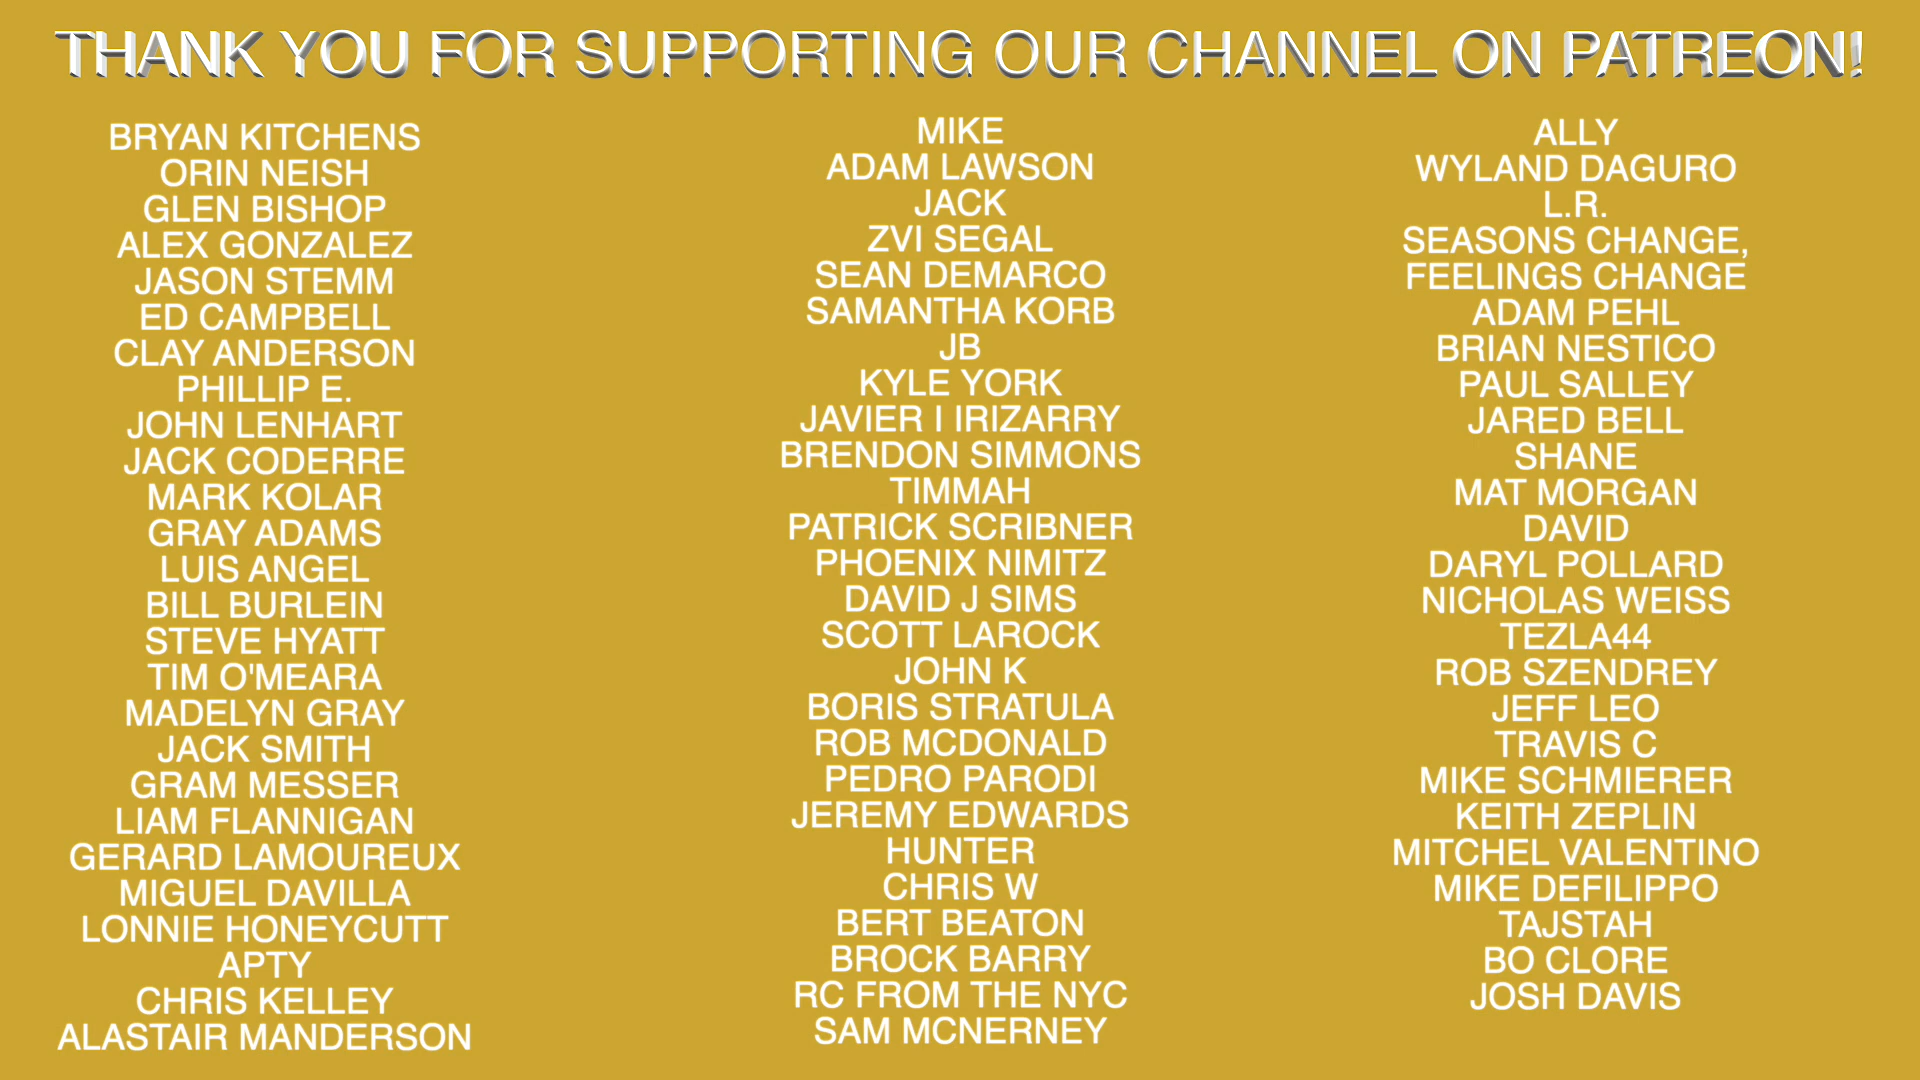 THANK YOU FOR SUPPORTING OUR CHANNEL ON PATREON!
BRYAN KITCHENS
ORIN NEISH
GLEN BISHOP
ALEX GONZALEZ
JASON STEMM
ED CAMPBELL
CLAY ANDERSON
PHILLIP E.
JOHN LENHART
JACK CODERRE
MARK KOLAR
GRAY ADAMS
LUIS ANGEL
BILL BURLEIN
STEVE HYATT
TIM O'MEARA
MADELYN GRAY
JACK SMITH
GRAM MESSER
LIAM FLANNIGAN
GERARD LAMOUREUX
MIGUEL DAVILLA
LONNIE HONEYCUTT
APTY
CHRIS KELLEY
ALASTAIR MANDERSON
MIKE
ADAM LAWSON
JACK
ZVI SEGAL
SEAN DEMARCO
SAMANTHA KORB
JB
KYLE YORK
JAVIER I IRIZARRY
BRENDON SIMMONS
TIMMAH
PATRICK SCRIBNER
PHOENIX NIMITZ
DAVID J SIMS
SCOTT LAROCK
JOHN K
BORIS STRATULA
ROB MCDONALD
PEDRO PARODI
JEREMY EDWARDS
HUNTER
CHRIS W
BERT BEATON
BROCK BARRY
RC FROM THE NYC
SAM MCNERNEY
ALLY
WYLAND DAGURO
L.R.
SEASONS CHANGE,
FEELINGS CHANGE
ADAM PEHL
BRIAN NESTICO
PAUL SALLEY
JARED BELL
SHANE
MAT MORGAN
DAVID
DARYL POLLARD
NICHOLAS WEISS
TEZLA44
ROB SZENDREY
JEFF LEO
TRAVIS C
MIKE SCHMIERER
KEITH ZEPLIN
MITCHEL VALENTINO
MIKE DEFILIPPO
TAJSTAH
BO CLORE
JOSH DAVIS